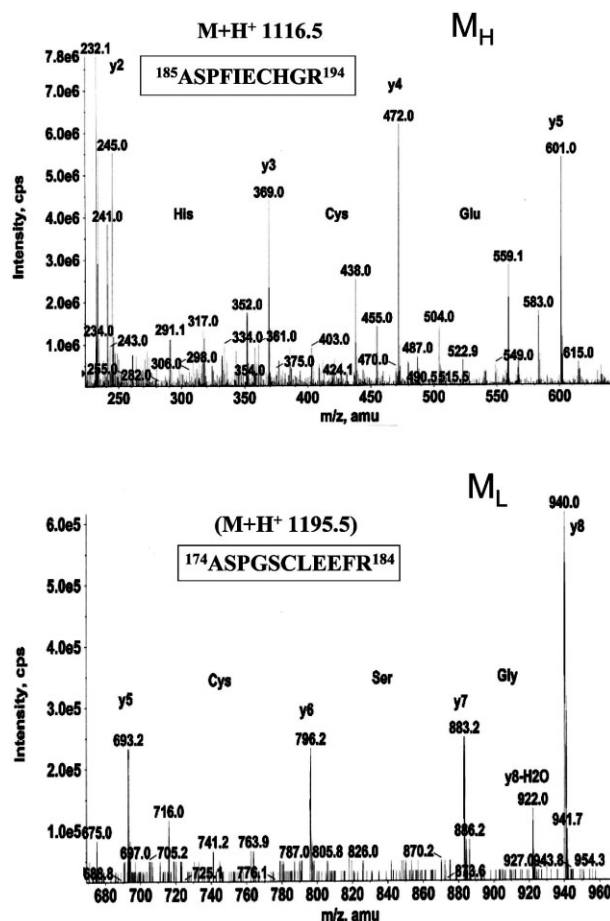 M+H⁺ 1116.5
M_H
¹⁸⁵ASPFIECHGR¹⁹⁴
7.8e6
232.1
y2
7.0e6
y4
472.0
6.0e6
245.0
y5
601.0
5.0e6
y3
369.0
4.0e6
241.0
His
Cys
Glu
3.0e6
559.1
438.0
2.0e6
352.0
583.0
317.0
455.0
504.0
234.0
243.0
291.1
334.0
361.0
403.0
487.0
1.0e6
306.0
298.0
375.0
470.0
522.9
549.0
615.0
255.0
282.0
354.0
424.1
490.5
515.5
250
300
350
400
450
500
550
600
m/z, amu
Intensity, cps
M_L
(M+H⁺ 1195.5)
940.0
y8
¹⁷⁴ASPGSCLEEFR¹⁸⁴
6.0e5
5.0e5
4.0e5
Cys
Ser
Gly
3.0e5
y5
y6
y7
693.2
796.2
883.2
2.0e5
y8-H2O
922.0
716.0
1.0e5
675.0
886.2
941.7
697.0
705.2
741.2
763.9
787.0
805.8
826.0
870.2
927.0
943.8
954.3
688.8
725.1
776.1
873.6
680
700
720
740
760
780
800
820
840
860
880
900
920
940
960
m/z, amu
Intensity, cps